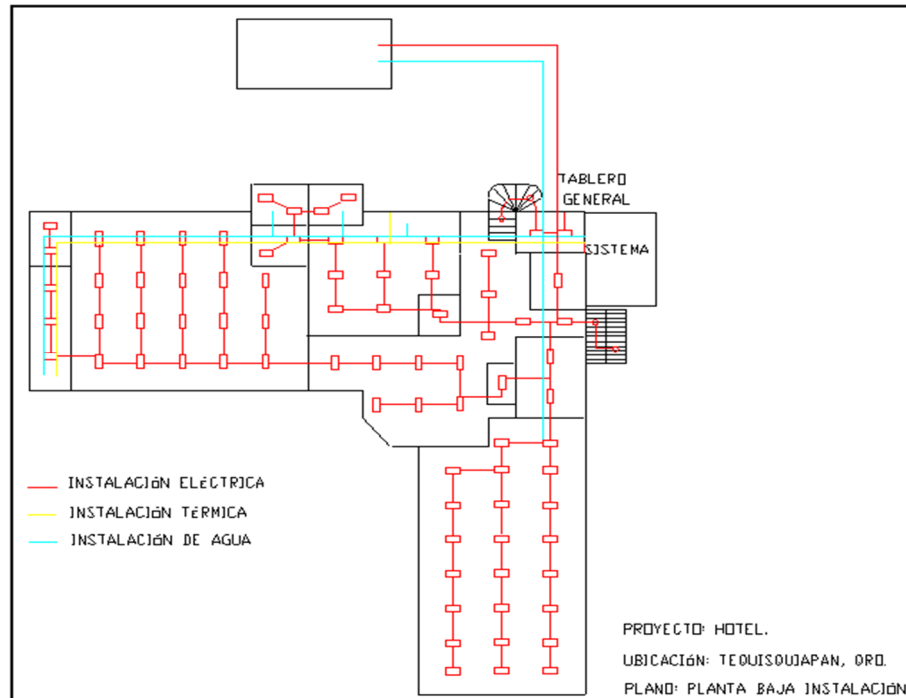 TABLERO
GENERAL
SISTEMA
INSTALACIóN ELéCTRICA
INSTALACIóN TéRMICA
INSTALACIóN DE AGUA
PROYECTO: HOTEL.
UBICACIóN: TEQUISQUIAPAN, QRO.
PLANO: PLANTA BAJA INSTALACIóN